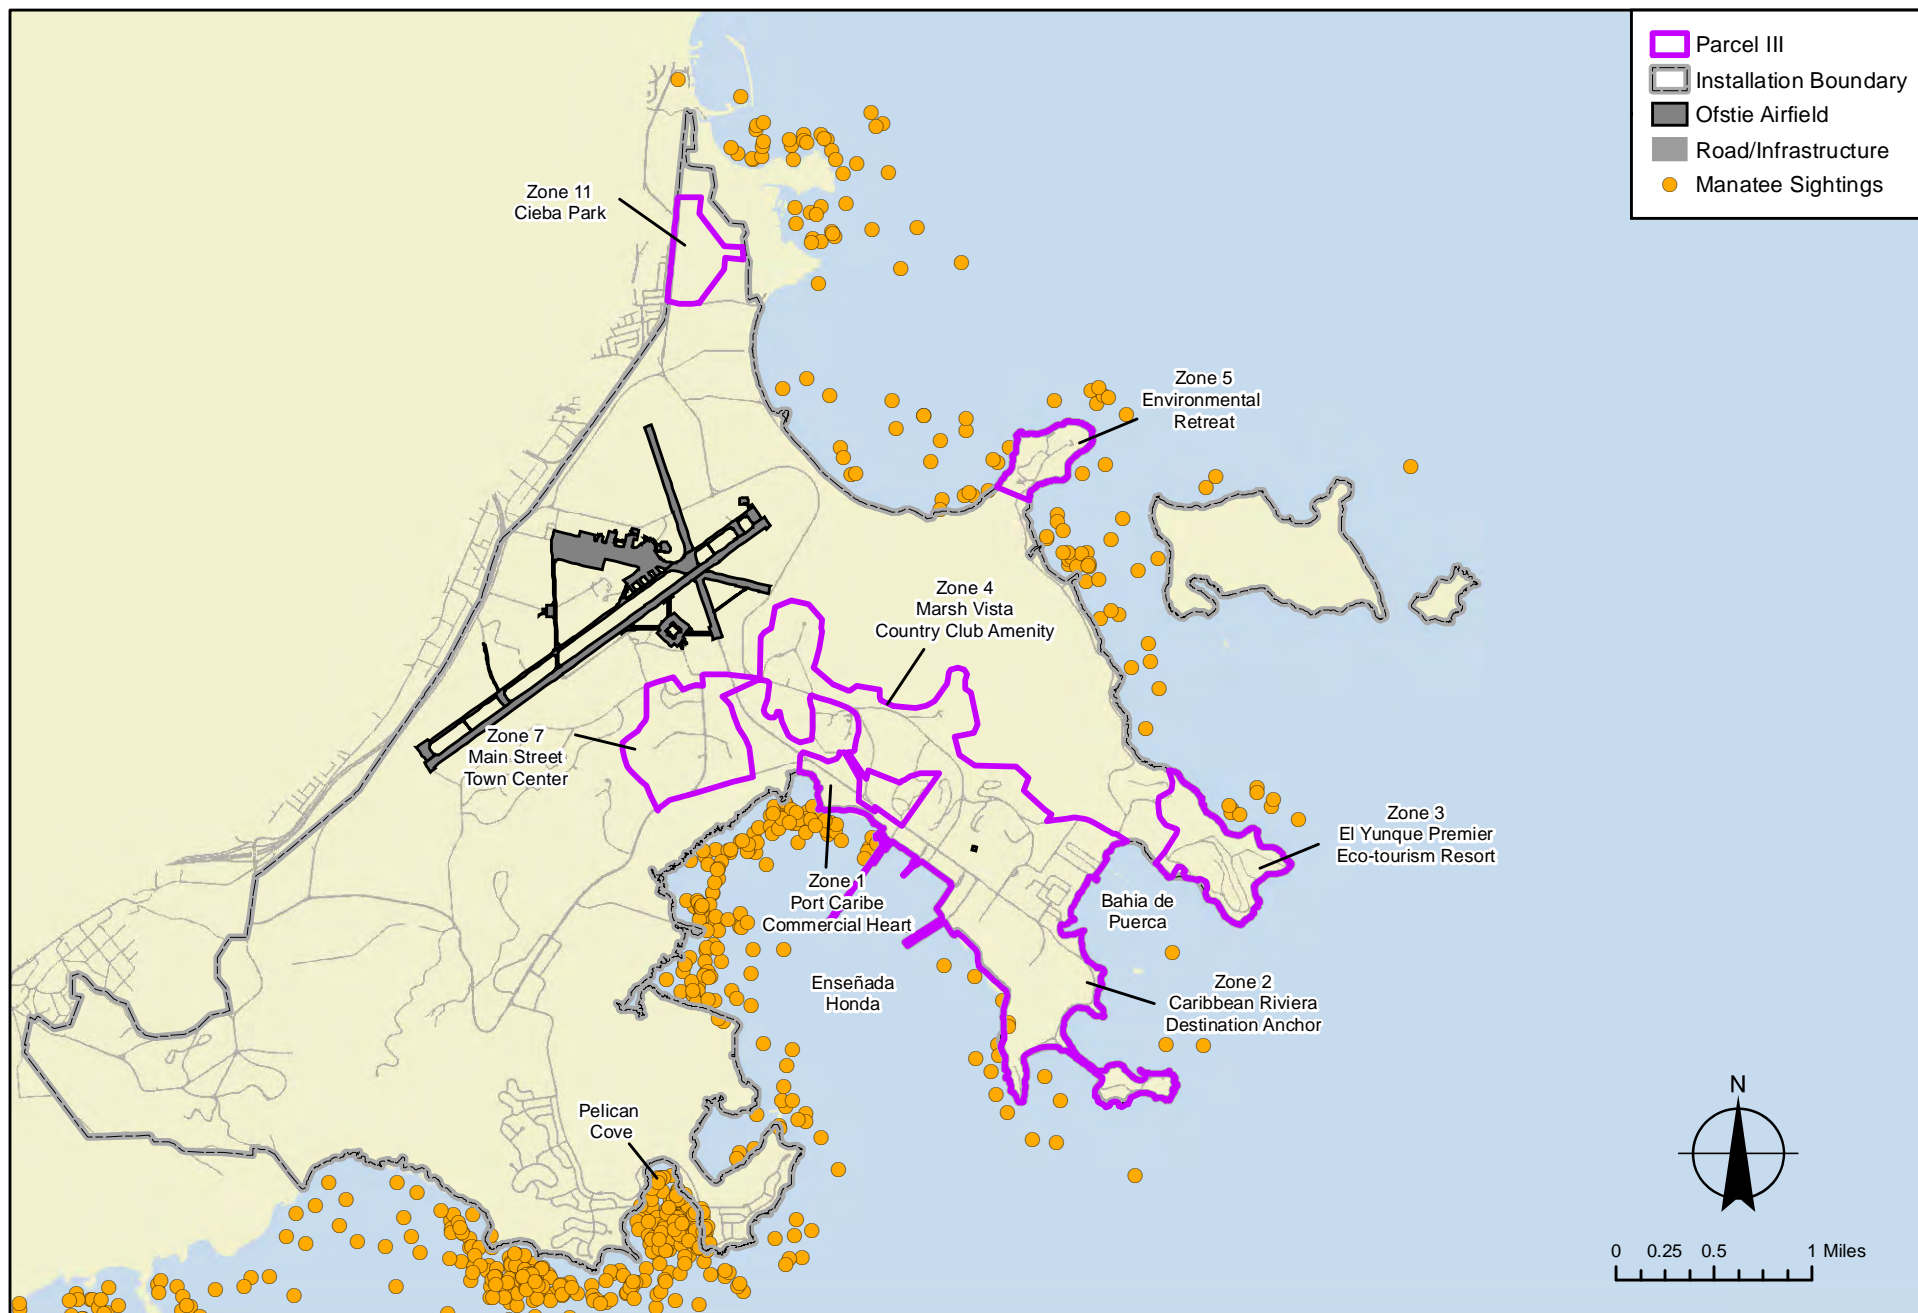 Parcel III
Installation Boundary
Ofstie Airfield
Road/Infrastructure
Manatee Sightings
Zone 11
Cieba Park
Zone 5
Environmental
Retreat
Zone 4
Marsh Vista
Country Club Amenity
Zone 7
Main Street
Town Center
Zone 3
El Yunque Premier
Eco-tourism Resort
Zone 1
Port Caribe
Commercial Heart
Bahia de
Puerca
Enseñada
Honda
Zone 2
Caribbean Riviera
Destination Anchor
Pelican
Cove
N
0 0.25 0.5 1 Miles